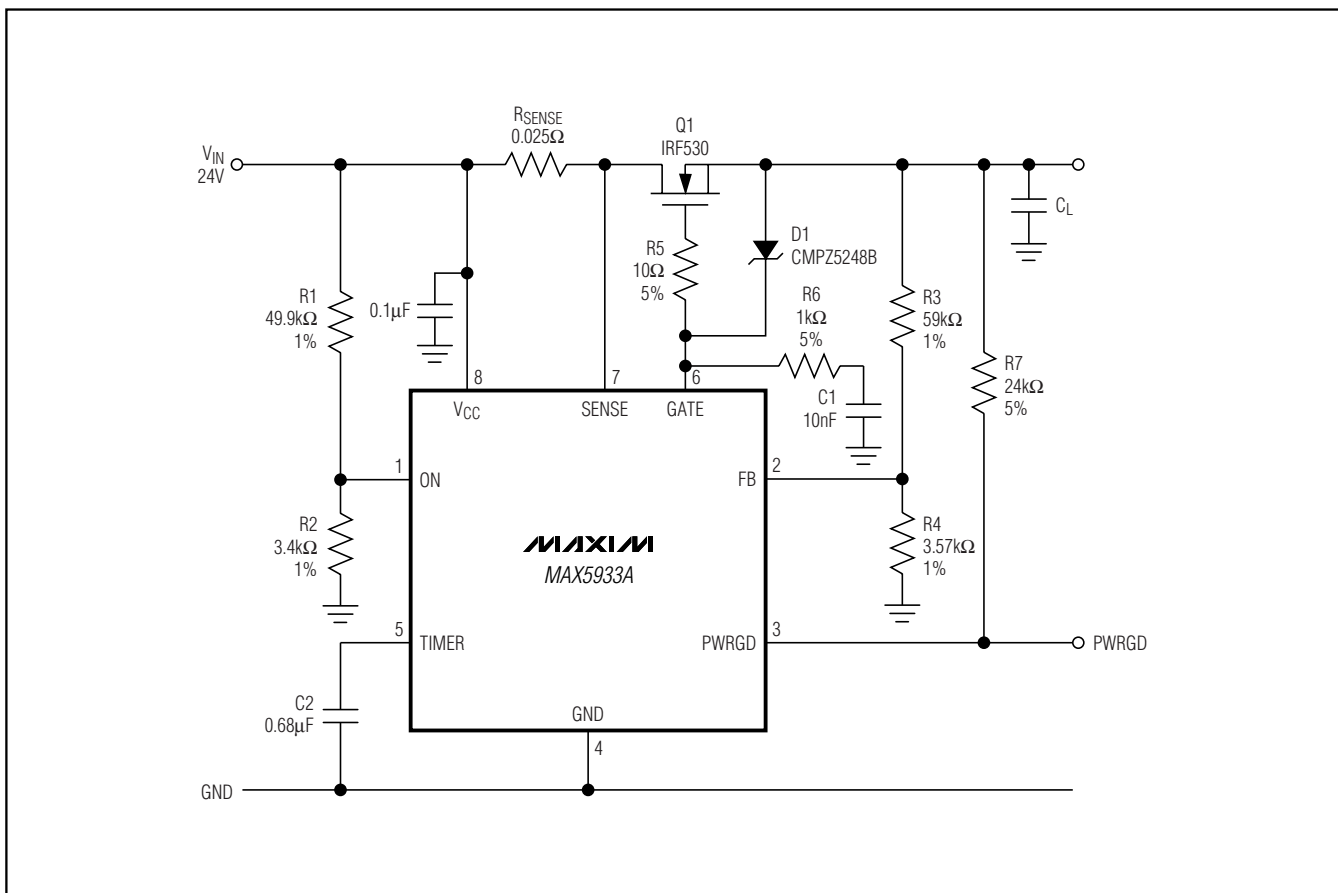 RSENSE
0.025Ω
Q1
IRF530
VIN
24V
CL
D1
CMPZ5248B
R5
10Ω
5%
R6
1kΩ
5%
R1
49.9kΩ
1%
0.1μF
R3
59kΩ
1%
R7
24kΩ
5%
8
7
6
C1
10nF
VCC
SENSE
GATE
1
ON
2
FB
R2
3.4kΩ
1%
MAXIM
MAX5933A
R4
3.57kΩ
1%
5
TIMER
3
PWRGD
PWRGD
C2
0.68μF
GND
4
GND